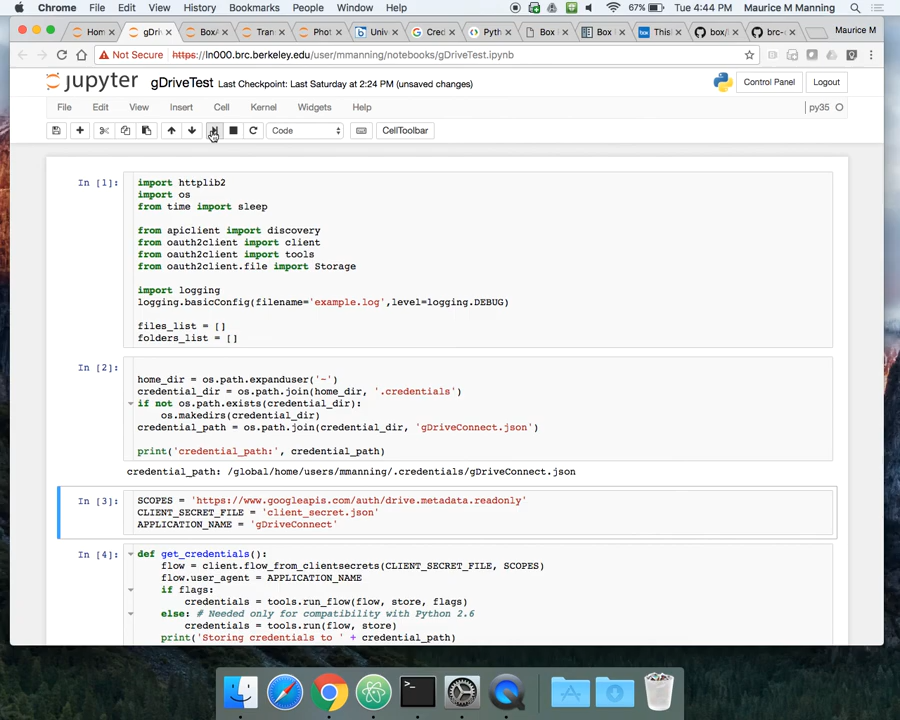 Chrome File Edit View History Bookmarks People Window Help 67% Tue 4:44 PM Maurice M Manning
Hom gDriv BoxA Tran Phot Univ Cred Pyth Box Box This box/ brc- Maurice M
Not Secure https://ln000.brc.berkeley.edu/user/mmanning/notebooks/gDriveTest.ipynb
jupyter gDriveTest Last Checkpoint: Last Saturday at 2:24 PM (unsaved changes) Control Panel Logout
File Edit View Insert Cell Kernel Widgets Help py35
Code CellToolbar
In [1]: import httplib2
import os
from time import sleep
from apiclient import discovery
from oauth2client import client
from oauth2client import tools
from oauth2client.file import Storage
import logging
logging.basicConfig(filename='example.log',level=logging.DEBUG)
files_list = []
folders_list = []
In [2]:
home_dir = os.path.expanduser('~')
credential_dir = os.path.join(home_dir, '.credentials')
if not os.path.exists(credential_dir):
os.makedirs(credential_dir)
credential_path = os.path.join(credential_dir, 'gDriveConnect.json')
print('credential_path:', credential_path)
credential_path: /global/home/users/mmanning/.credentials/gDriveConnect.json
In [3]: SCOPES = 'https://www.googleapis.com/auth/drive.metadata.readonly'
CLIENT_SECRET_FILE = 'client_secret.json'
APPLICATION_NAME = 'gDriveConnect'
In [4]: def get_credentials():
flow = client.flow_from_clientsecrets(CLIENT_SECRET_FILE, SCOPES)
flow.user_agent = APPLICATION_NAME
if flags:
credentials = tools.run_flow(flow, store, flags)
else: # Needed only for compatibility with Python 2.6
credentials = tools.run(flow, store)
print('Storing credentials to ' + credential_path)